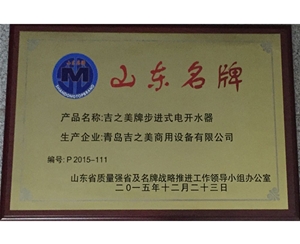 山东名牌
产品名称:吉之美牌步进式电开水器
生产企业:青岛吉之美商用设备有限公司
编号: P 2015-111
山东省质量强省及名牌战略推进工作领导小组办公室
二〇一五年十二月二十三日